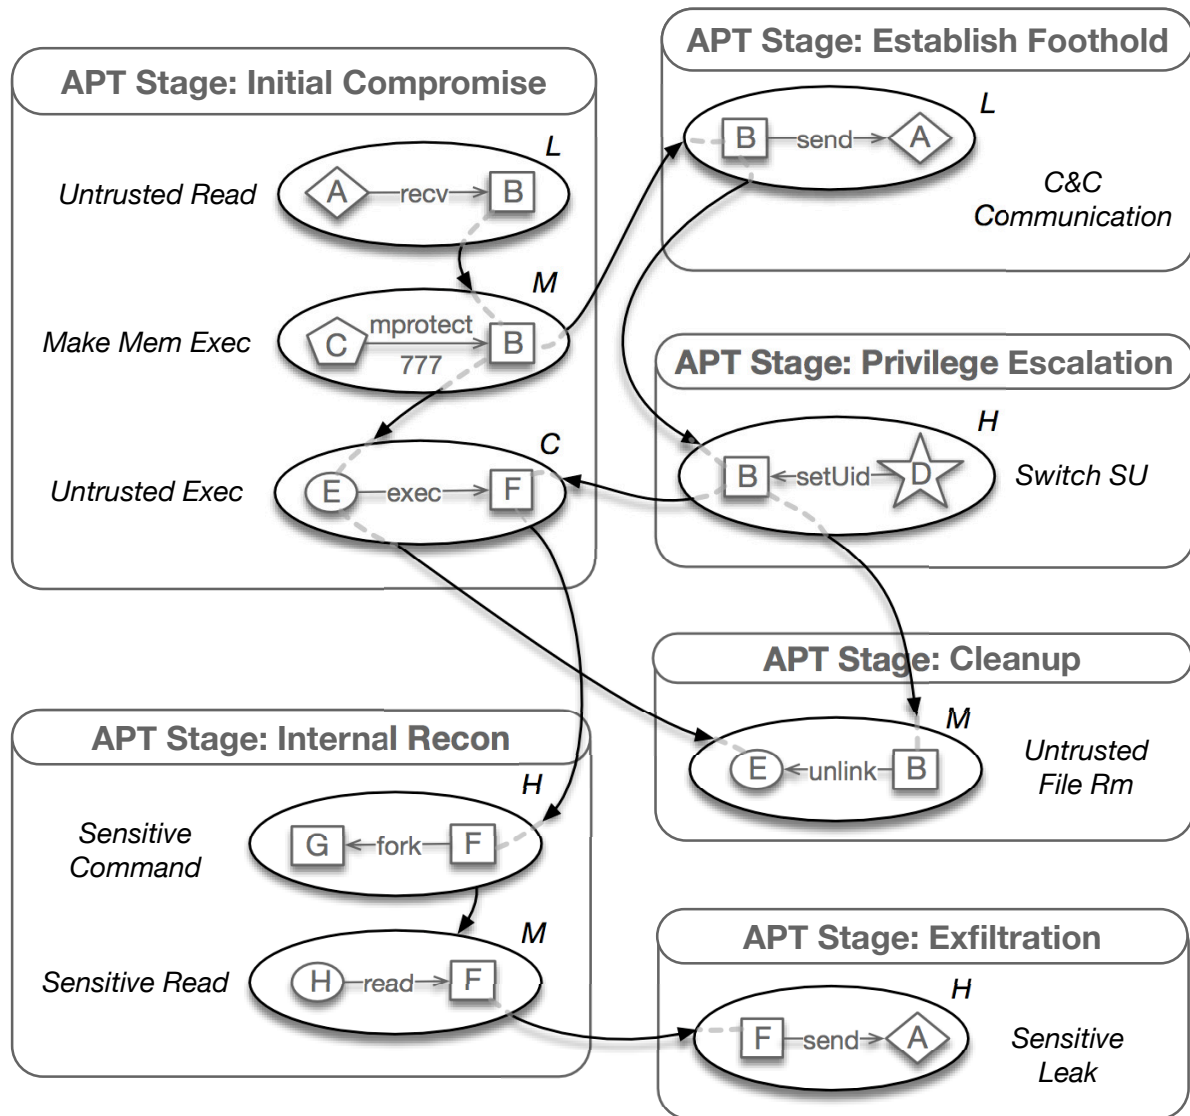 APT Stage: Initial Compromise
L
Untrusted Read
A
recv
B
M
Make Mem Exec
C
mprotect
777
B
C
Untrusted Exec
E
exec
F
APT Stage: Establish Foothold
L
B
send
A
C&C
Communication
APT Stage: Privilege Escalation
H
B
setUid
D
Switch SU
APT Stage: Cleanup
M
E
unlink
B
Untrusted
File Rm
APT Stage: Internal Recon
H
Sensitive
Command
G
fork
F
M
Sensitive Read
H
read
F
APT Stage: Exfiltration
H
F
send
A
Sensitive
Leak